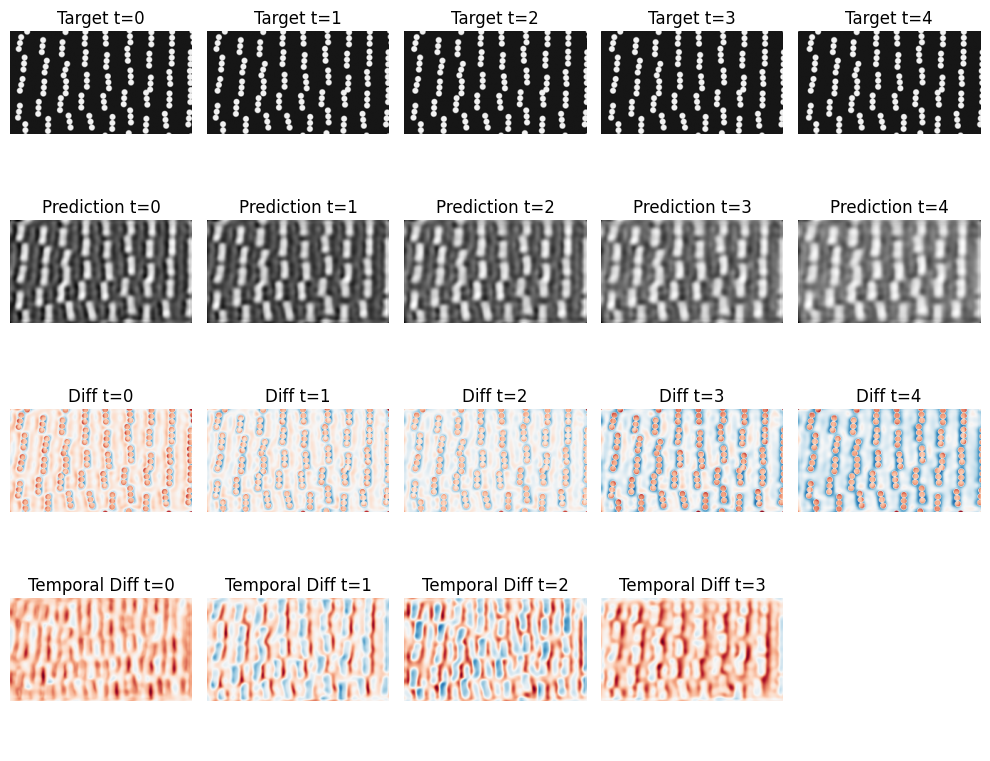 Target t=0 Target t=1 Target t=2 Target t=3 Target t=4
Prediction t=0 Prediction t=1 Prediction t=2 Prediction t=3 Prediction t=4
Diff t=0 Diff t=1 Diff t=2 Diff t=3 Diff t=4
Temporal Diff t=0 Temporal Diff t=1 Temporal Diff t=2 Temporal Diff t=3